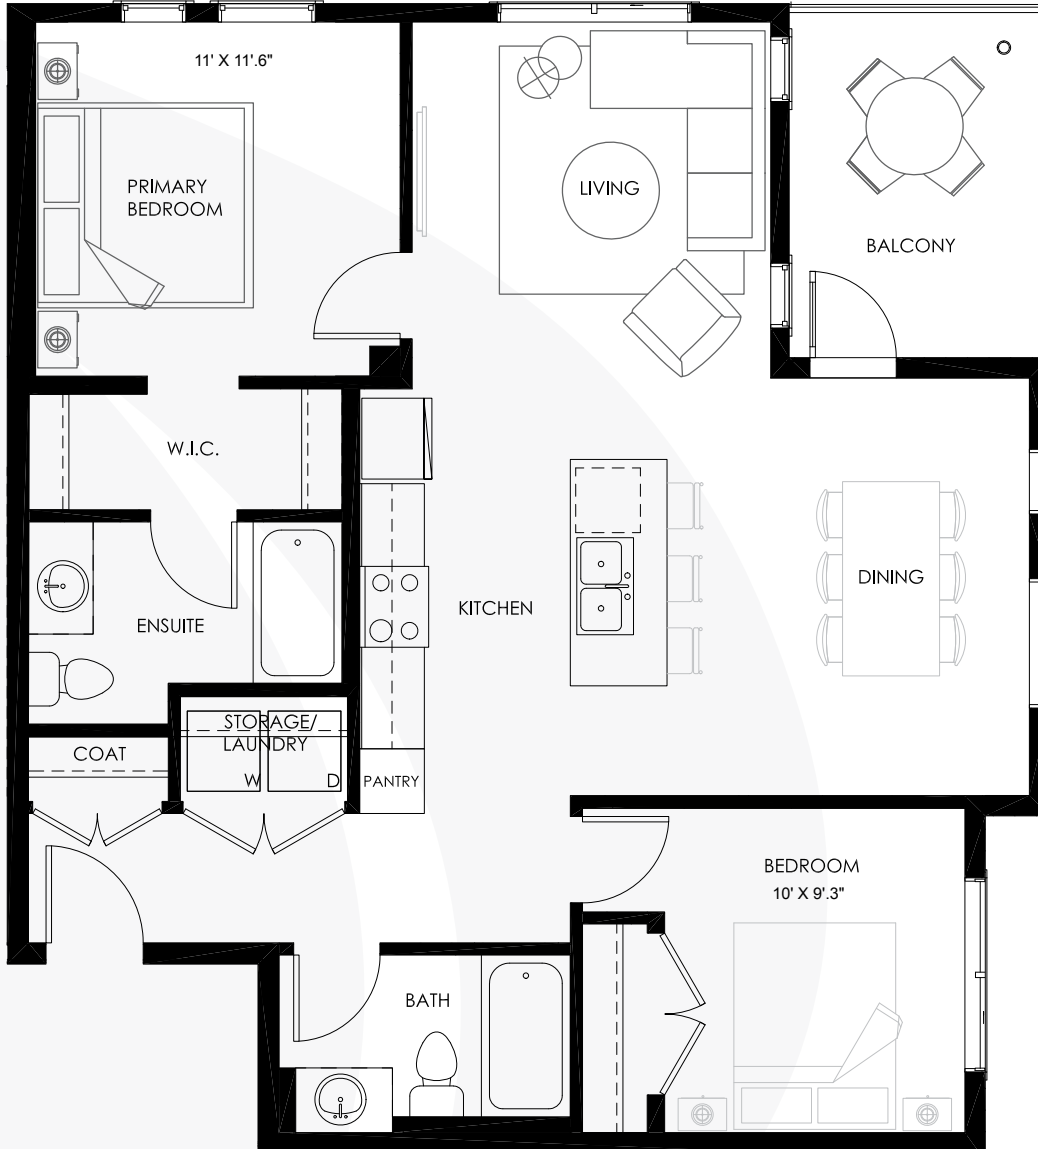 11' X 11'.6"
PRIMARY
BEDROOM
LIVING
BALCONY
W.I.C.
ENSUITE
KITCHEN
DINING
STORAGE/
LAUNDRY
COAT
W
D
PANTRY
BEDROOM
10' X 9'.3"
BATH